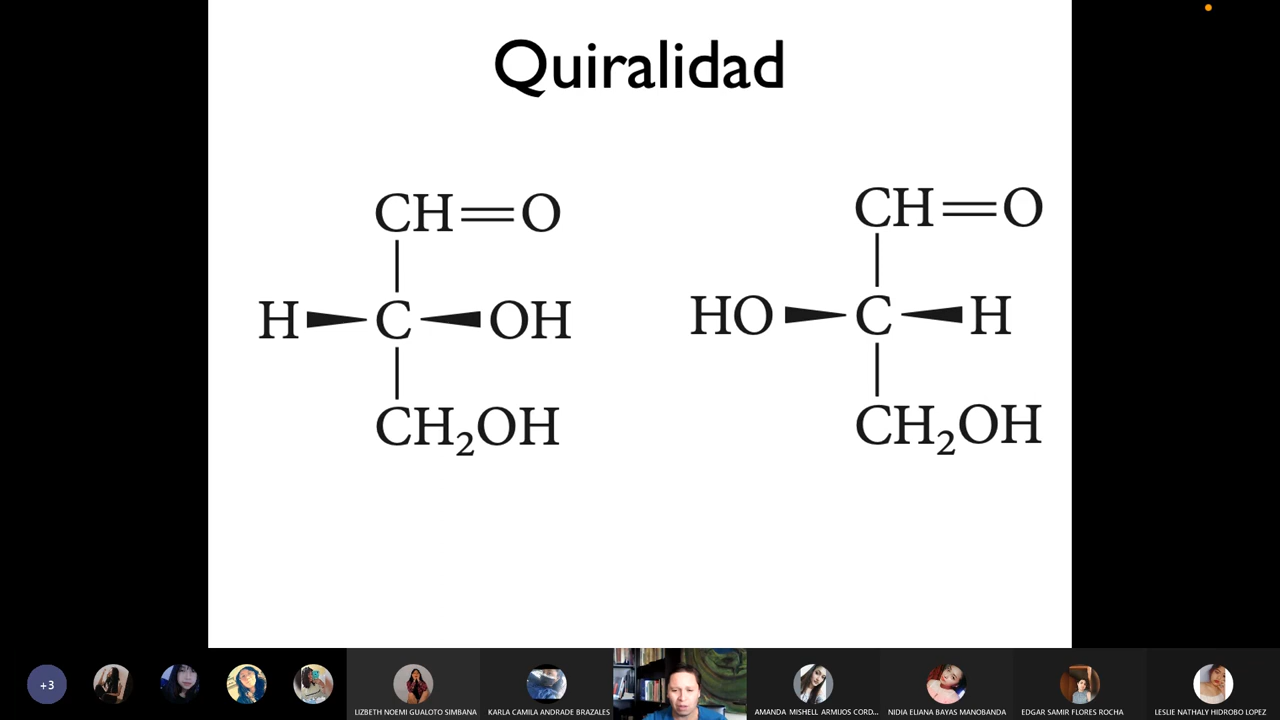 Quiralidad
CH=O
H C OH
CH₂OH
CH=O
HO C H
CH₂OH
+3
LIZBETH NOEMI GUALOTO SIMBANA
KARLA CAMILA ANDRADE BRAZALES
AMANDA MISHELL ARMIJOS CORD...
NIDIA ELIANA BAYAS MANOBANDA
EDGAR SAMIR FLORES ROCHA
LESLIE NATHALY HIDROBO LOPEZ